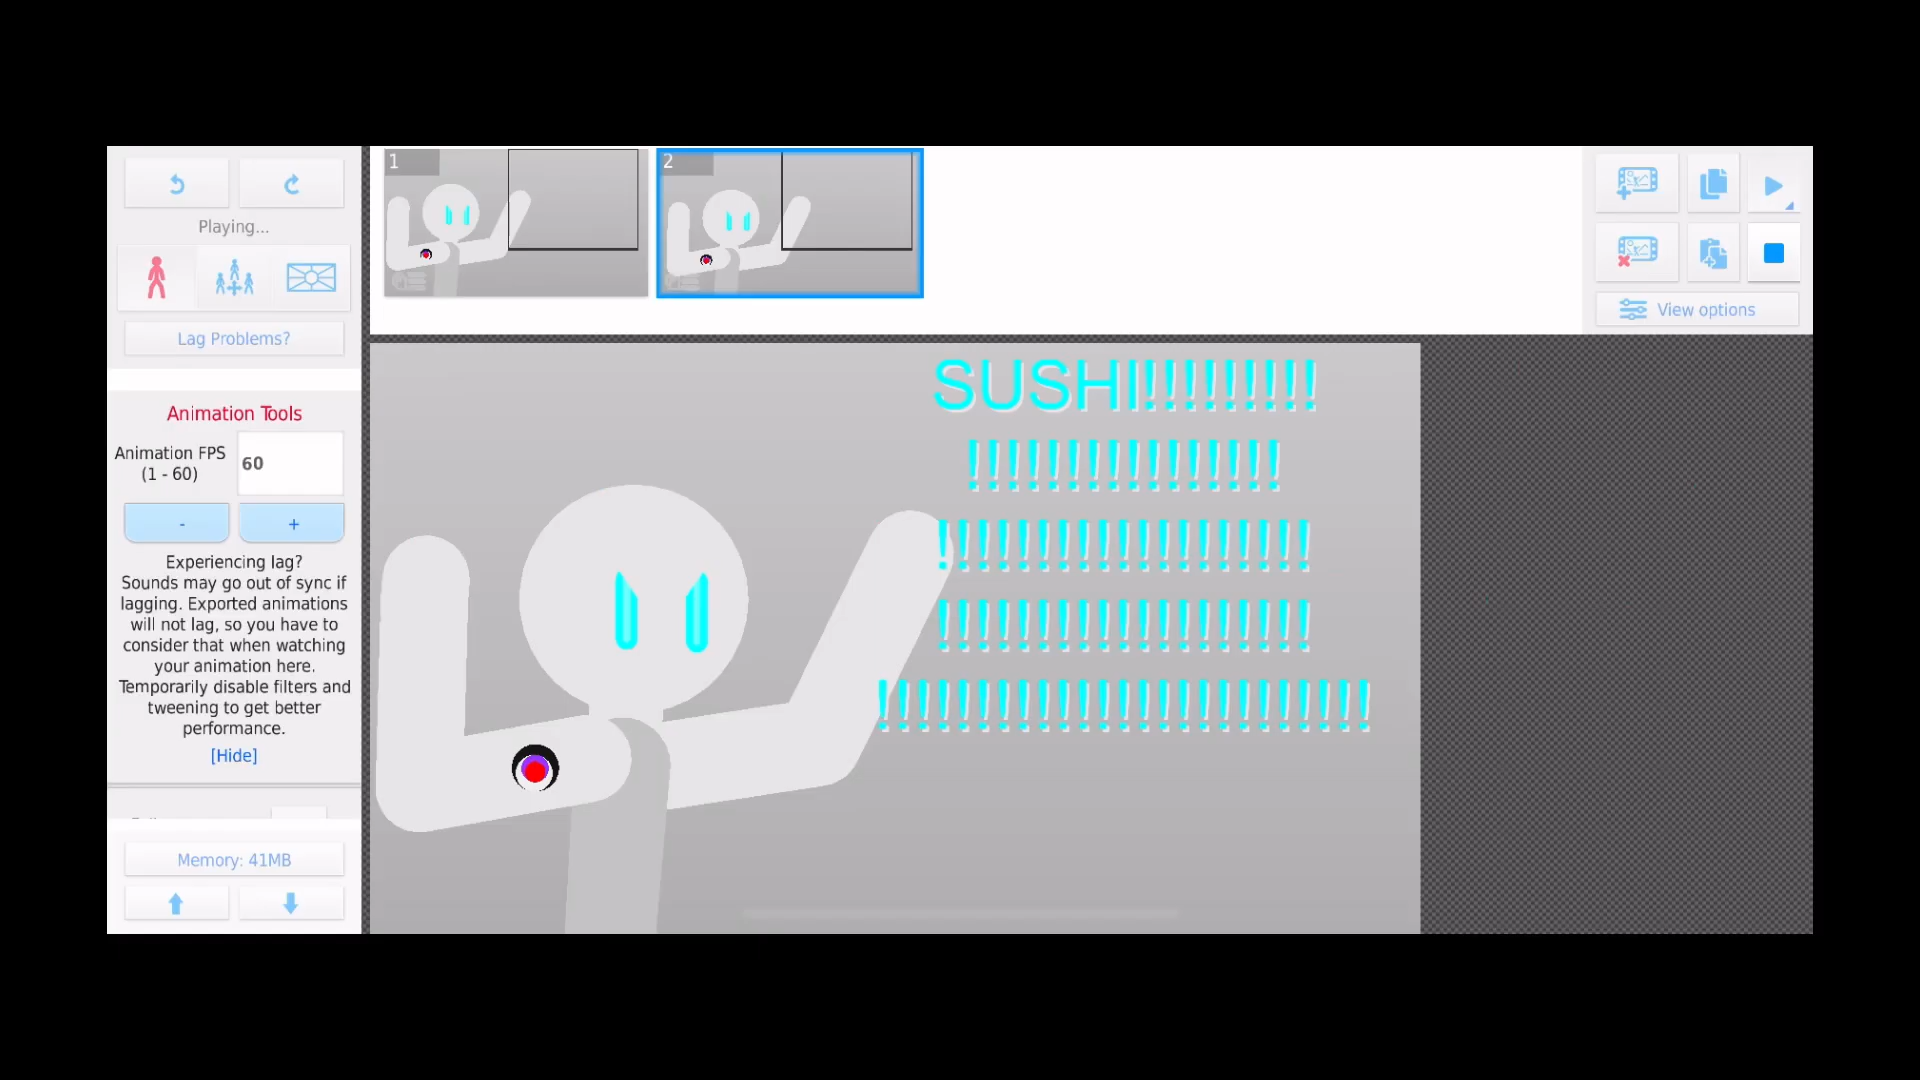 Playing...
Lag Problems?
Animation Tools
Animation FPS
(1 - 60)
60
-
+
Experiencing lag?
Sounds may go out of sync if
lagging. Exported animations
will not lag, so you have to
consider that when watching
your animation here.
Temporarily disable filters and
tweening to get better
performance.
[Hide]
Memory: 41MB
1
2
View options
SUSHI!!!!!!!!!
!!!!!!!!!!!!!!!!
!!!!!!!!!!!!!!!!!!!
!!!!!!!!!!!!!!!!!!!
!!!!!!!!!!!!!!!!!!!!!!!!!